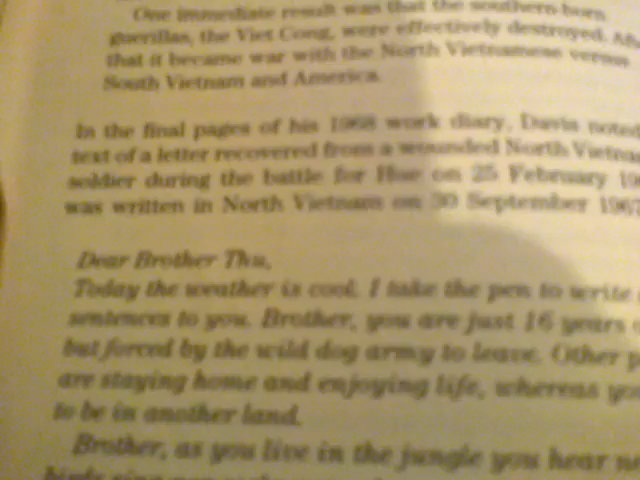 One immediate result was that the southern-born
guerillas, the Viet Cong, were effectively destroyed.
that it became war with the North Vietnamese versus
South Vietnam and America.
In the final pages of his 1968 work diary, Davis noted
text of a letter recovered from a wounded North
soldier during the battle for Hue on 25 February
was written in North Vietnam on 30 September 1967
Dear Brother Thu,
Today the weather is cool. I take the pen to write
sentences to you. Brother, you are just 16 years
but forced by the wild dog army to leave. Other
are staying home and enjoying life, whereas
to be in another land.
Brother, as you live in the jungle you hear
birds sing